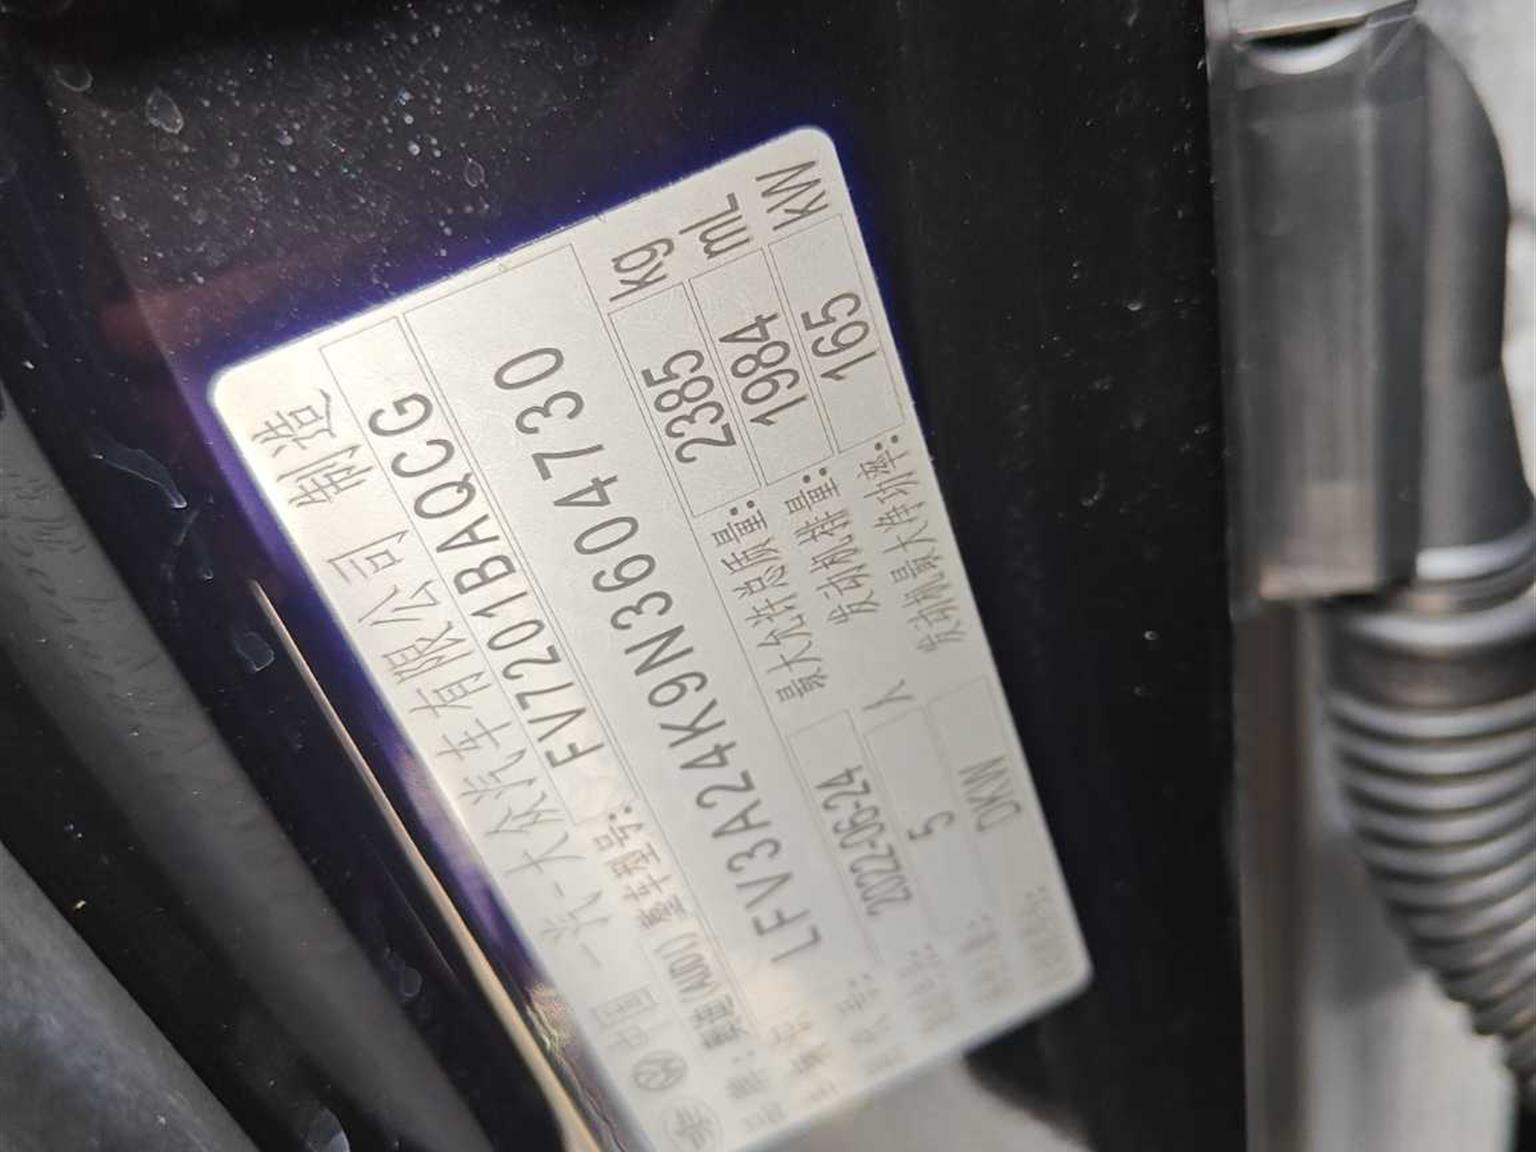 中国 一汽-大众汽车有限公司 制造
品牌: 奥迪(AUDI) 整车型号: FV7201BAQCG
LFV3A24K9N3604730
2022-06-24 最大允许总质量: 2385 kg
5 人 发动机排量: 1984 mL
DKW 发动机最大净功率: 165 KW